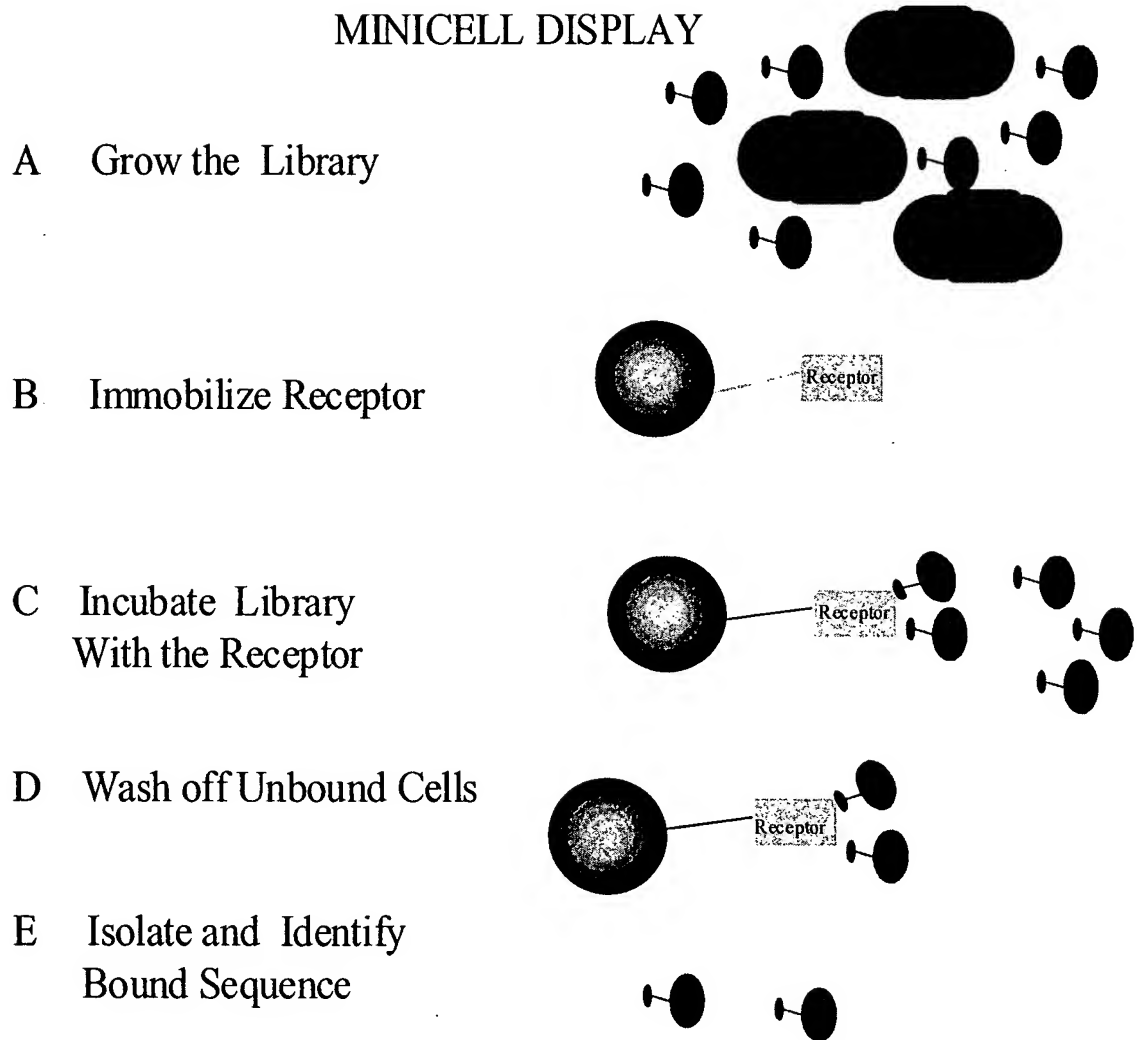 MINICELL DISPLAY
A Grow the Library
B Immobilize Receptor
Receptor
C Incubate Library
With the Receptor
Receptor
D Wash off Unbound Cells
Receptor
E Isolate and Identify
Bound Sequence